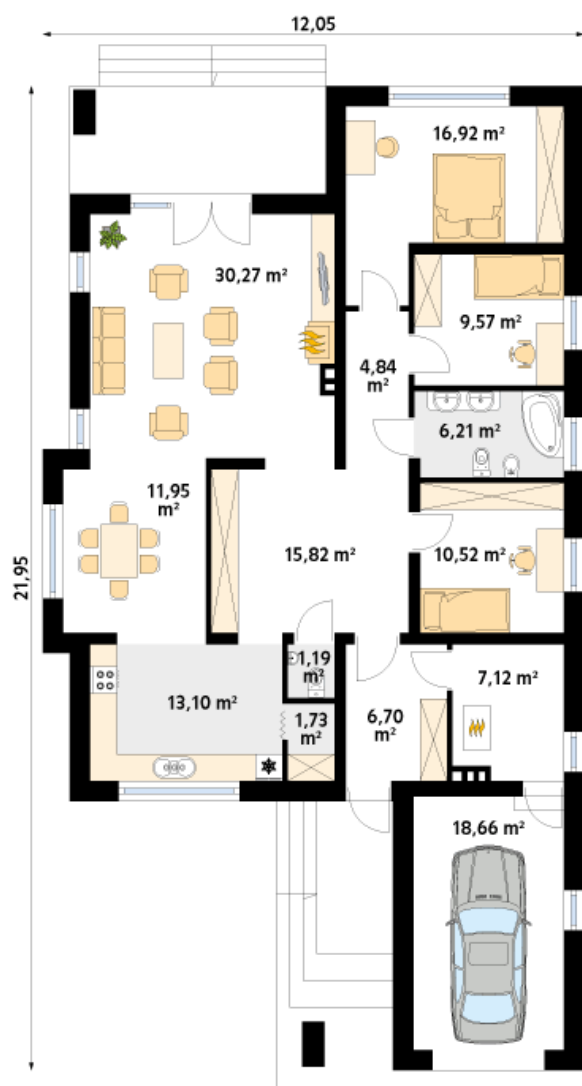 12,05
16,92 m²
30,27 m²
9,57 m²
4,84
m²
6,21 m²
11,95
m²
21,95
15,82 m²
10,52 m²
1,19
m²
7,12 m²
13,10 m²
1,73
m²
6,70
m²
18,66 m²